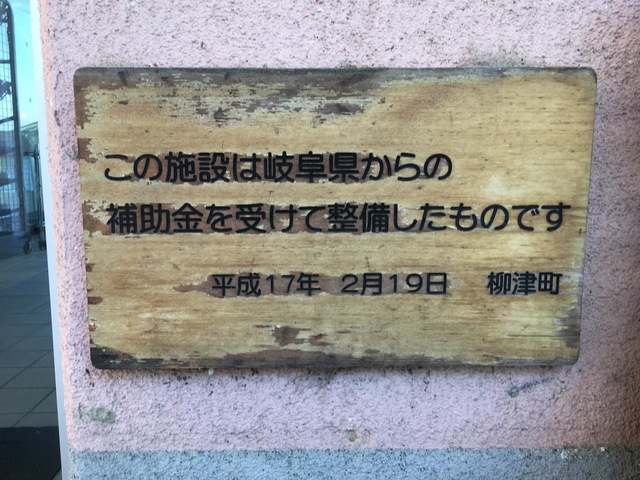 この施設は岐阜県からの
補助金を受けて整備したものです
平成17年 2月19日 柳津町